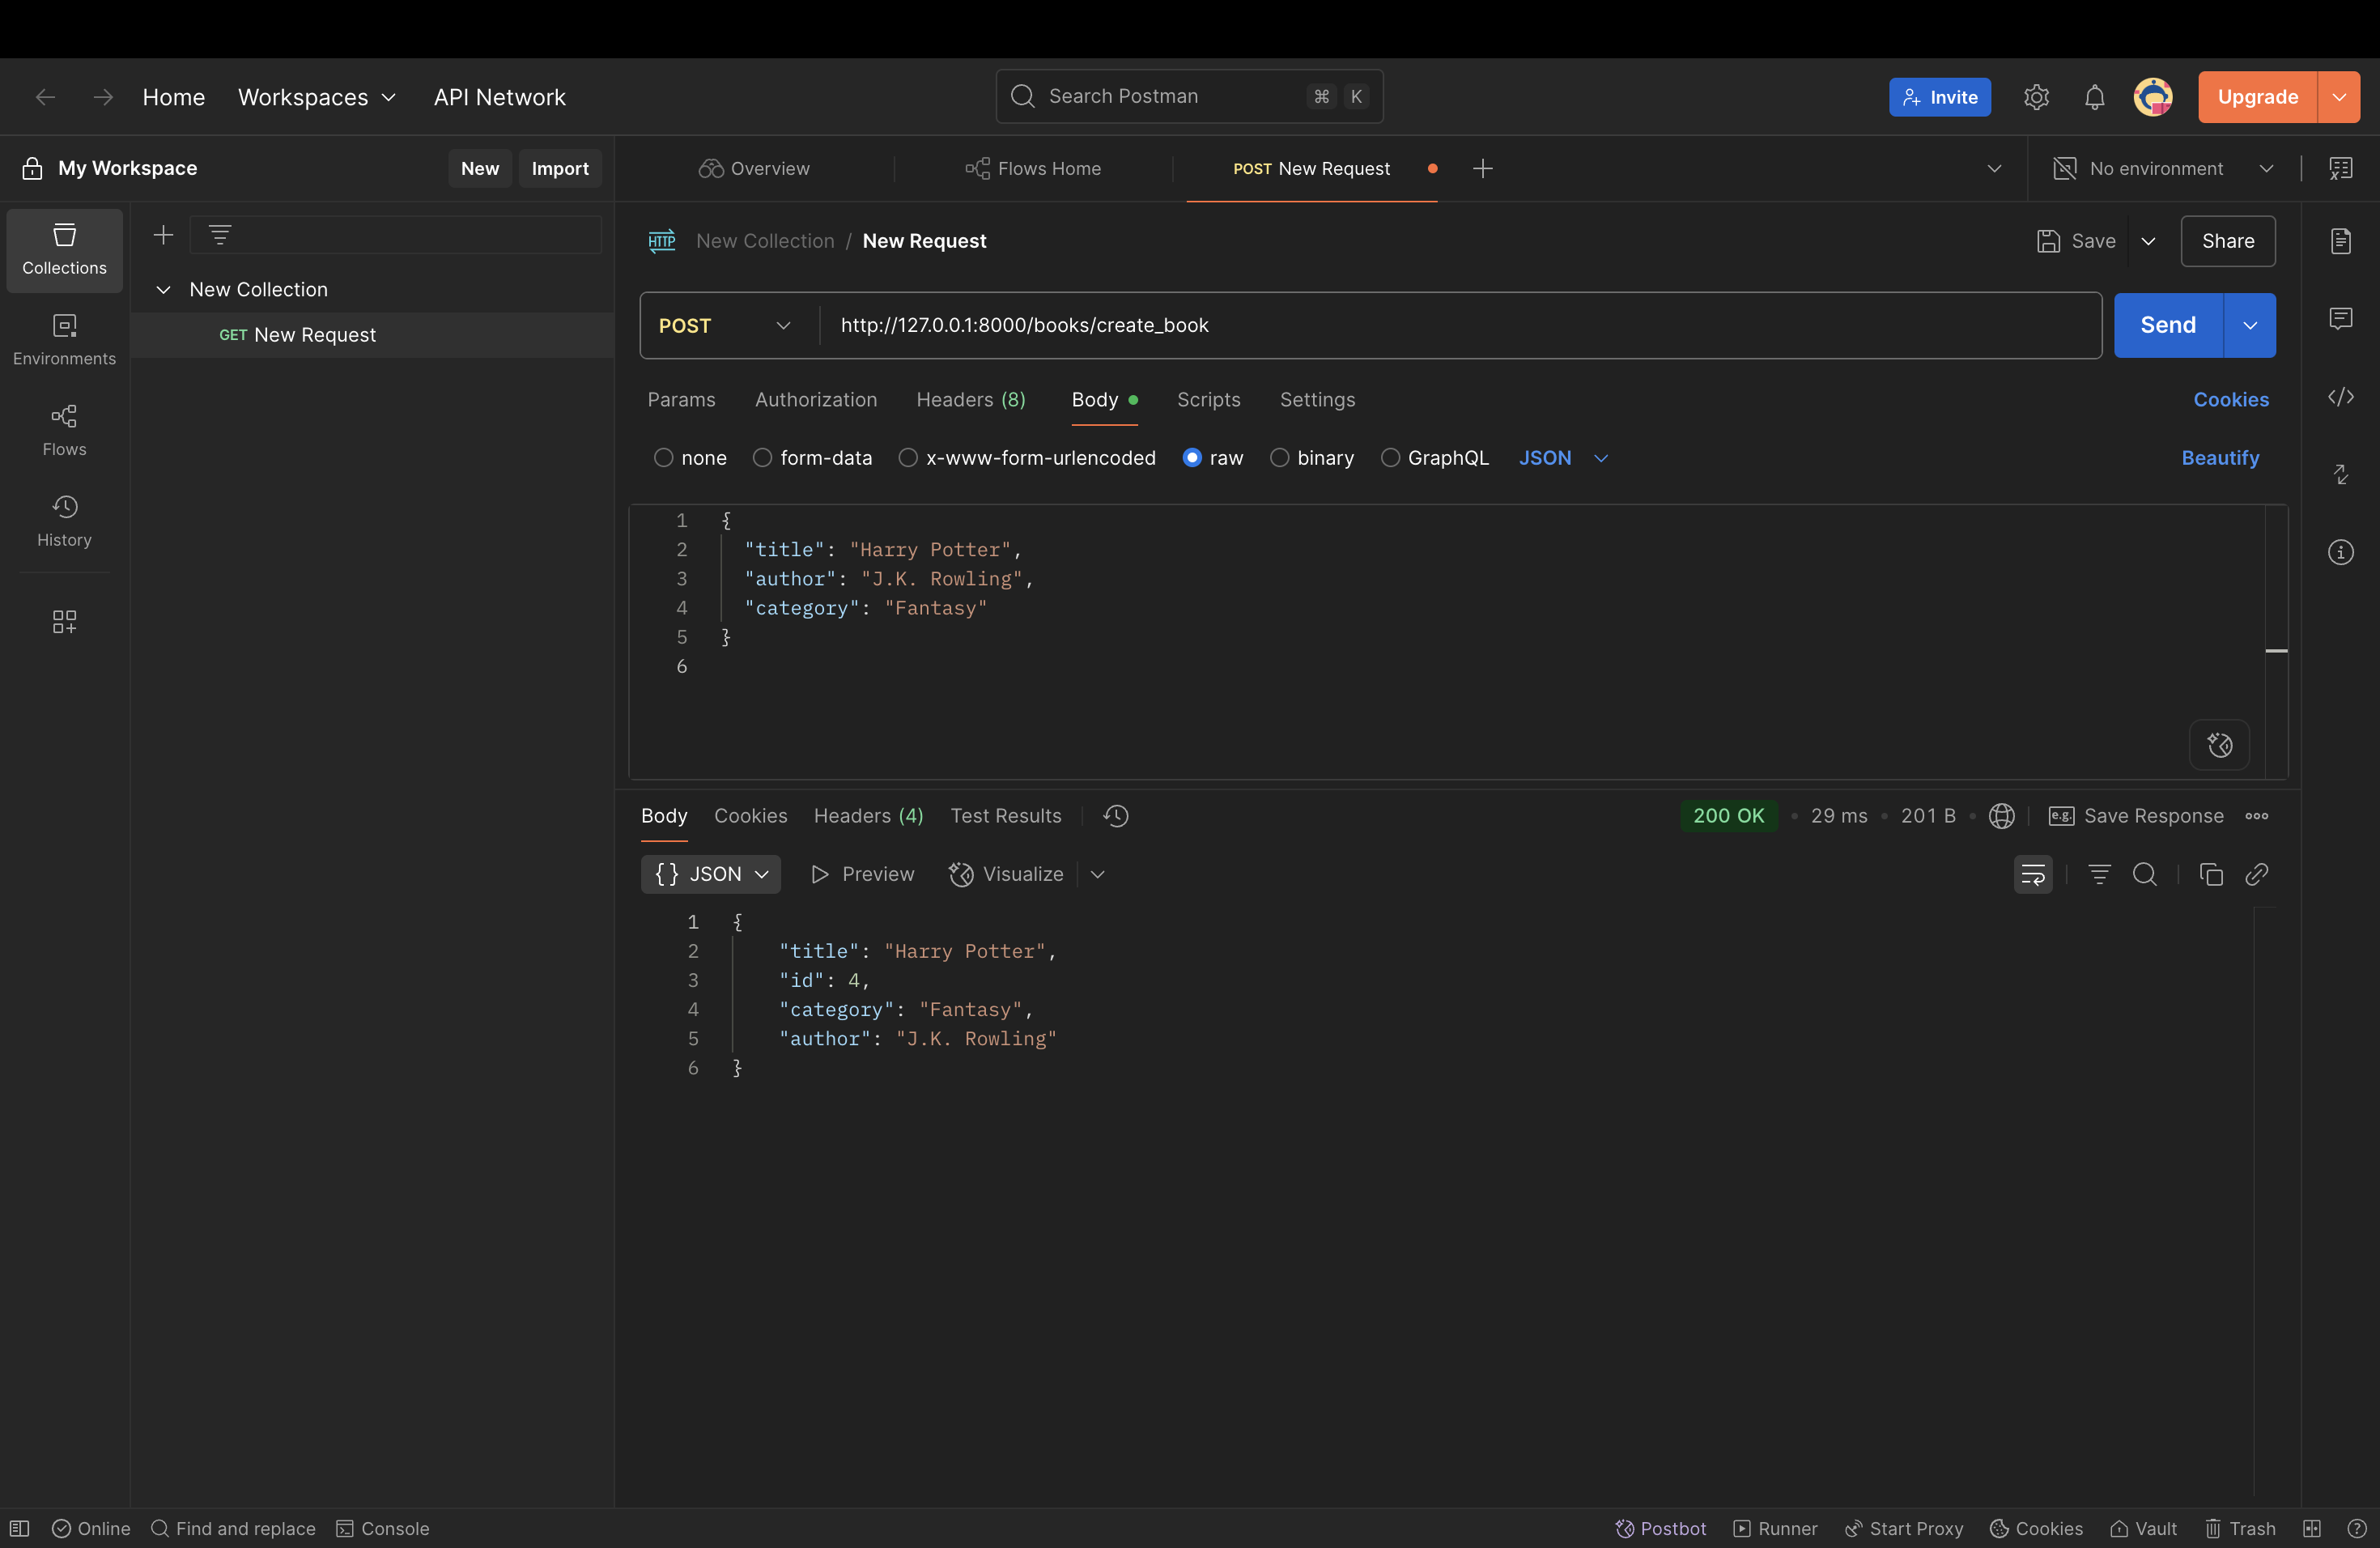 Home Workspaces API Network Search Postman ⌘ K Invite Upgrade
My Workspace New Import Overview Flows Home POST New Request No environment
Collections
Environments
Flows
History
New Collection
GET New Request
HTTP New Collection / New Request Save Share
POST http://127.0.0.1:8000/books/create_book Send
Params Authorization Headers (8) Body Scripts Settings Cookies
none form-data x-www-form-urlencoded raw binary GraphQL JSON Beautify
1 {
2 "title": "Harry Potter",
3 "author": "J.K. Rowling",
4 "category": "Fantasy"
5 }
6
Body Cookies Headers (4) Test Results 200 OK • 29 ms • 201 B • e.g. Save Response
{} JSON Preview Visualize
1 {
2 "title": "Harry Potter",
3 "id": 4,
4 "category": "Fantasy",
5 "author": "J.K. Rowling"
6 }
Online Find and replace Console Postbot Runner Start Proxy Cookies Vault Trash